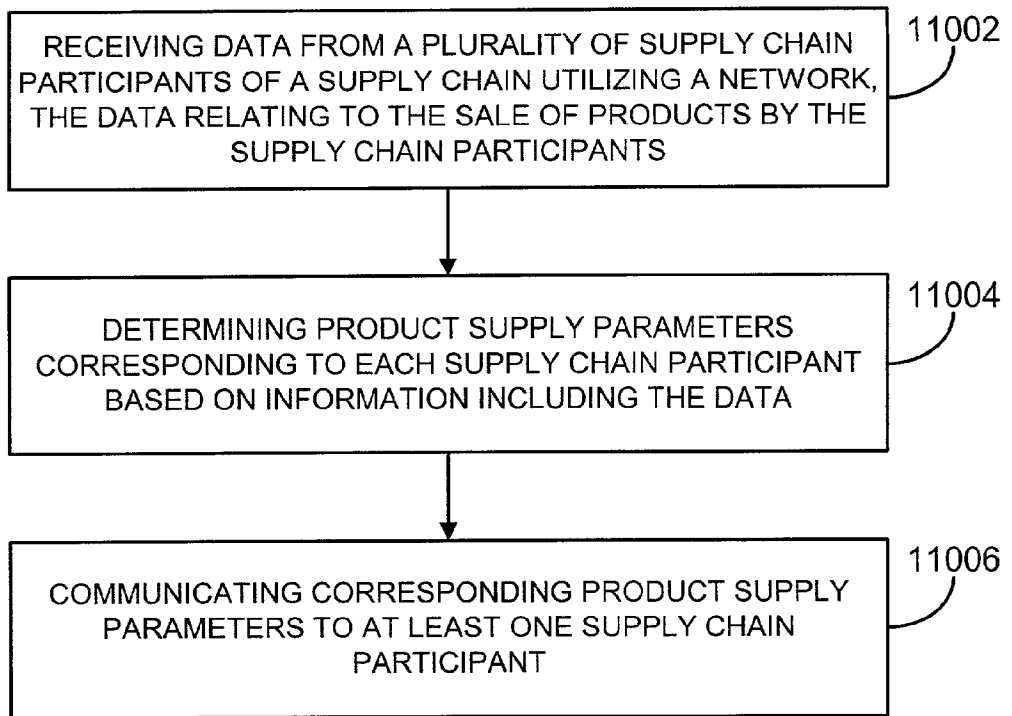 RECEIVING DATA FROM A PLURALITY OF SUPPLY CHAIN
PARTICIPANTS OF A SUPPLY CHAIN UTILIZING A NETWORK,
THE DATA RELATING TO THE SALE OF PRODUCTS BY THE
SUPPLY CHAIN PARTICIPANTS
11002
DETERMINING PRODUCT SUPPLY PARAMETERS
CORRESPONDING TO EACH SUPPLY CHAIN PARTICIPANT
BASED ON INFORMATION INCLUDING THE DATA
11004
COMMUNICATING CORRESPONDING PRODUCT SUPPLY
PARAMETERS TO AT LEAST ONE SUPPLY CHAIN
PARTICIPANT
11006